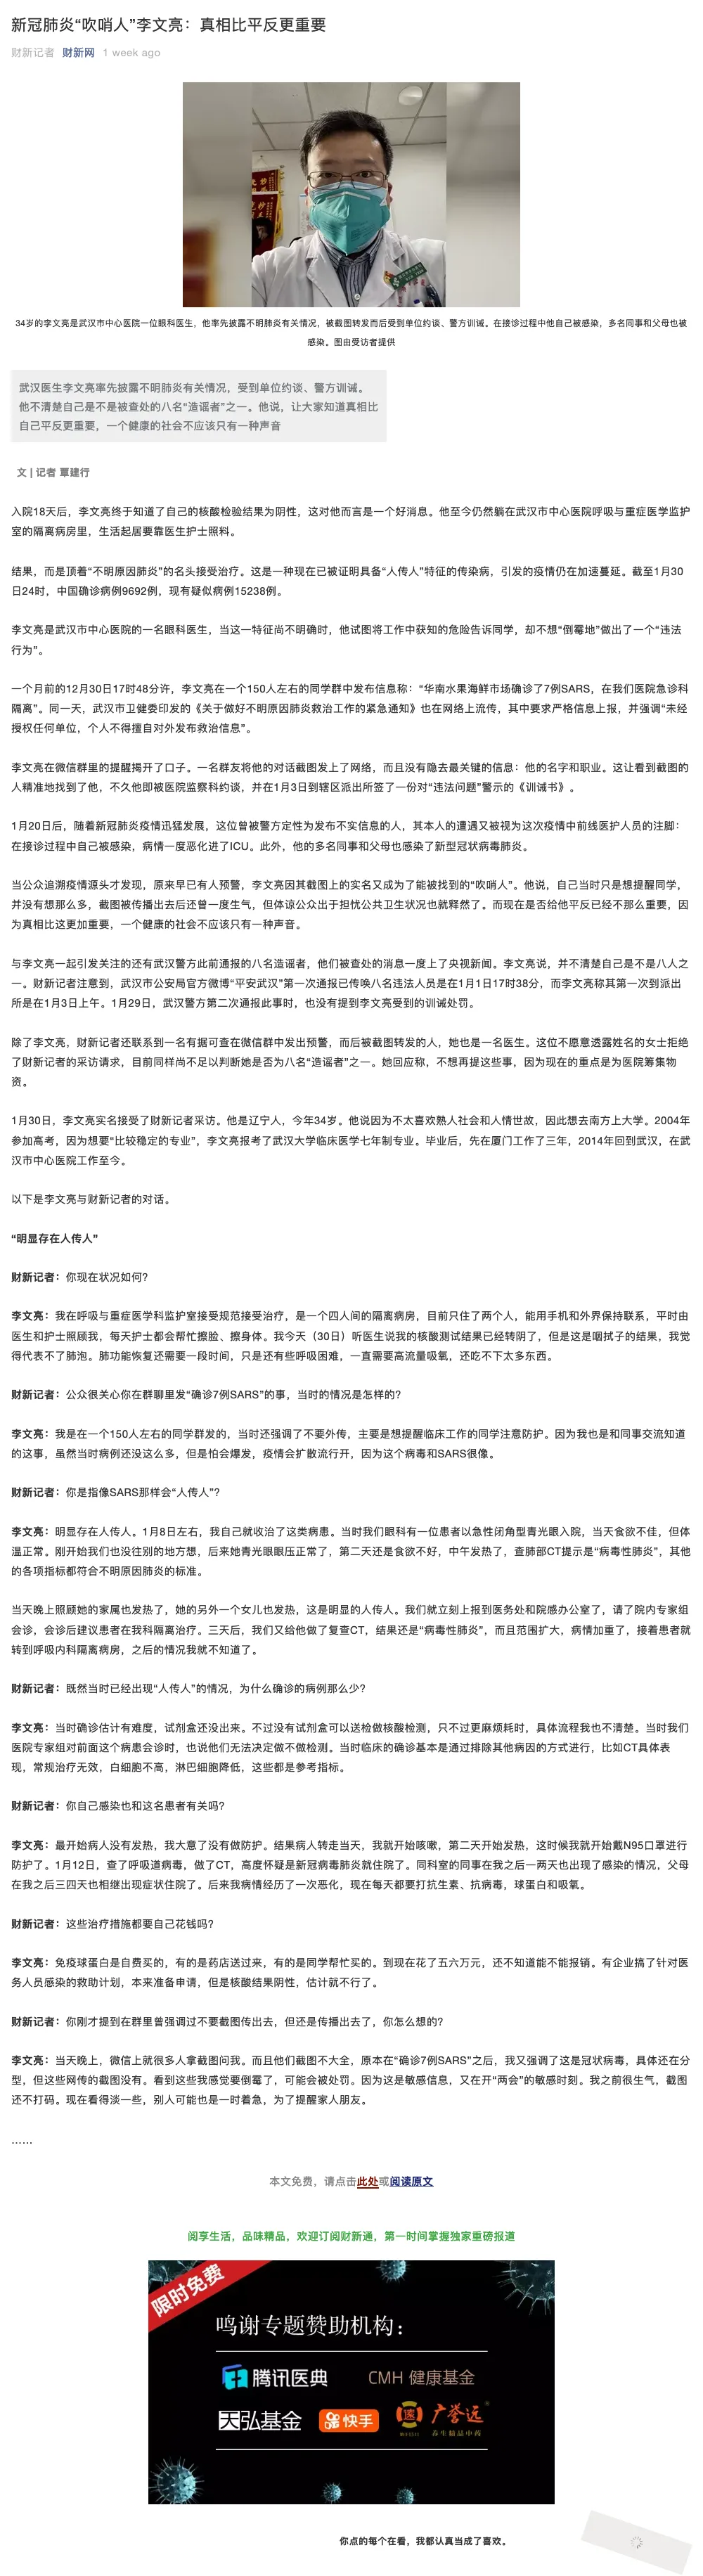 新冠肺炎“吹哨人”李文亮：真相比平反更重要
财新记者 财新网 1 week ago
34岁的李文亮是武汉市中心医院一位眼科医生，他率先披露不明肺炎有关情况，被截图转发而后受到单位约谈、警方训诫。在接诊过程中他自己被感染，多名同事和父母也被
感染。图由受访者提供
武汉医生李文亮率先披露不明肺炎有关情况，受到单位约谈、警方训诫。
他不清楚自己是不是被查处的八名“造谣者”之一。他说，让大家知道真相比
自己平反更重要，一个健康的社会不应该只有一种声音
文 | 记者 覃建行
入院18天后，李文亮终于知道了自己的核酸检验结果为阴性，这对他而言是一个好消息。他至今仍然躺在武汉市中心医院呼吸与重症医学监护
室的隔离病房里，生活起居要靠医生护士照料。
结果，而是顶着“不明原因肺炎”的名头接受治疗。这是一种现在已被证明具备“人传人”特征的传染病，引发的疫情仍在加速蔓延。截至1月30
日24时，中国确诊病例9692例，现有疑似病例15238例。
李文亮是武汉市中心医院的一名眼科医生，当这一特征尚不明确时，他试图将工作中获知的危险告诉同学，却不想“倒霉地”做出了一个“违法
行为”。
一个月前的12月30日17时48分许，李文亮在一个150人左右的同学群中发布信息称：“华南水果海鲜市场确诊了7例SARS，在我们医院急诊科
隔离”。同一天，武汉市卫健委印发的《关于做好不明原因肺炎救治工作的紧急通知》也在网络上流传，其中要求严格信息上报，并强调“未经
授权任何单位，个人不得擅自对外发布救治信息”。
李文亮在微信群里的提醒揭开了口子。一名群友将他的对话截图发上了网络，而且没有隐去最关键的信息：他的名字和职业。这让看到截图的
人精准地找到了他，不久他即被医院监察科约谈，并在1月3日到辖区派出所签了一份对“违法问题”警示的《训诫书》。
1月20日后，随着新冠肺炎疫情迅猛发展，这位曾被警方定性为发布不实信息的人，其本人的遭遇又被视为这次疫情中前线医护人员的注脚：
在接诊过程中自己被感染，病情一度恶化进了ICU。此外，他的多名同事和父母也感染了新型冠状病毒肺炎。
当公众追溯疫情源头才发现，原来早已有人预警，李文亮因其截图上的实名又成为了能被找到的“吹哨人”。他说，自己当时只是想提醒同学，
并没有想那么多，截图被传播出去后还曾一度生气，但体谅公众出于担忧公共卫生状况也就释然了。而现在是否给他平反已经不那么重要，因
为真相比这更加重要，一个健康的社会不应该只有一种声音。
与李文亮一起引发关注的还有武汉警方此前通报的八名造谣者，他们被查处的消息一度上了央视新闻。李文亮说，并不清楚自己是不是八人之
一。财新记者注意到，武汉市公安局官方微博“平安武汉”第一次通报已传唤八名违法人员是在1月1日17时38分，而李文亮称其第一次到派出
所是在1月3日上午。1月29日，武汉警方第二次通报此事时，也没有提到李文亮受到的训诫处罚。
除了李文亮，财新记者还联系到一名有据可查在微信群中发出预警，而后被截图转发的人，她也是一名医生。这位不愿意透露姓名的女士拒绝
了财新记者的采访请求，目前同样尚不足以判断她是否为八名“造谣者”之一。她回应称，不想再提这些事，因为现在的重点是为医院筹集物
资。
1月30日，李文亮实名接受了财新记者采访。他是辽宁人，今年34岁。他说因为不太喜欢熟人社会和人情世故，因此想去南方上大学。2004年
参加高考，因为想要“比较稳定的专业”，李文亮报考了武汉大学临床医学七年制专业。毕业后，先在厦门工作了三年，2014年回到武汉，在武
汉市中心医院工作至今。
以下是李文亮与财新记者的对话。
“明显存在人传人”
财新记者：你现在状况如何？
李文亮：我在呼吸与重症医学科监护室接受规范接受治疗，是一个四人间的隔离病房，目前只住了两个人，能用手机和外界保持联系，平时由
医生和护士照顾我，每天护士都会帮忙擦脸、擦身体。我今天（30日）听医生说我的核酸测试结果已经转阴了，但是这是咽拭子的结果，我觉
得代表不了肺泡。肺功能恢复还需要一段时间，只是还有些呼吸困难，一直需要高流量吸氧，还吃不下太多东西。
财新记者：公众很关心你在群聊里发“确诊7例SARS”的事，当时的情况是怎样的？
李文亮：我是在一个150人左右的同学群发的，当时还强调了不要外传，主要是想提醒临床工作的同学注意防护。因为我也是和同事交流知道
的这事，虽然当时病例还没这么多，但是怕会爆发，疫情会扩散流行开，因为这个病毒和SARS很像。
财新记者：你是指像SARS那样会“人传人”？
李文亮：明显存在人传人。1月8日左右，我自己就收治了这类病患。当时我们眼科有一位患者以急性闭角型青光眼入院，当天食欲不佳，但体
温正常。刚开始我们也没往别的地方想，后来她青光眼眼压正常了，第二天还是食欲不好，中午发热了，查肺部CT提示是“病毒性肺炎”，其他
的各项指标都符合不明原因肺炎的标准。
当天晚上照顾她的家属也发热了，她的另外一个女儿也发热，这是明显的人传人。我们就立刻上报到医务处和院感办公室了，请了院内专家组
会诊，会诊后建议患者在我科隔离治疗。三天后，我们又给他做了复查CT，结果还是“病毒性肺炎”，而且范围扩大，病情加重了，接着患者就
转到呼吸内科隔离病房，之后的情况我就不知道了。
财新记者：既然当时已经出现“人传人”的情况，为什么确诊的病例那么少？
李文亮：当时确诊估计有难度，试剂盒还没出来。不过没有试剂盒可以送检做核酸检测，只不过更麻烦耗时，具体流程我也不清楚。当时我们
医院专家组对前面这个病患会诊时，也说他们无法决定做不做检测。当时临床的确诊基本是通过排除其他病因的方式进行，比如CT具体表
现，常规治疗无效，白细胞不高，淋巴细胞降低，这些都是参考指标。
财新记者：你自己感染也和这名患者有关吗？
李文亮：最开始病人没有发热，我大意了没有做防护。结果病人转走当天，我就开始咳嗽，第二天开始发热，这时候我就开始戴N95口罩进行
防护了。1月12日，查了呼吸道病毒，做了CT，高度怀疑是新冠病毒肺炎就住院了。同科室的同事在我之后一两天也出现了感染的情况，父母
在我之后三四天也相继出现症状住院了。后来我病情经历了一次恶化，现在每天都要打抗生素、抗病毒，球蛋白和吸氧。
财新记者：这些治疗措施都要自己花钱吗？
李文亮：免疫球蛋白是自费买的，有的是药店送过来，有的是同学帮忙买的。到现在花了五六万元，还不知道能不能报销。有企业搞了针对医
务人员感染的救助计划，本来准备申请，但是核酸结果阴性，估计就不行了。
财新记者：你刚才提到在群里曾强调过不要截图传出去，但还是传播出去了，你怎么想的？
李文亮：当天晚上，微信上就很多人拿截图问我。而且他们截图不大全，原本在“确诊7例SARS”之后，我又强调了这是冠状病毒，具体还在分
型，但这些网传的截图没有。看到这些我感觉要倒霉了，可能会被处罚。因为这是敏感信息，又在开“两会”的敏感时刻。我之前很生气，截图
还不打码。现在看得淡一些，别人可能也是一时着急，为了提醒家人朋友。
……
本文免费，请点击此处或阅读原文
阅享生活，品味精品，欢迎订阅财新通，第一时间掌握独家重磅报道
限时免费
鸣谢专题赞助机构：
腾讯医典 CMH 健康基金
天弘基金 快手 广誉远
养生精品中药
你点的每个在看，我都认真当成了喜欢。